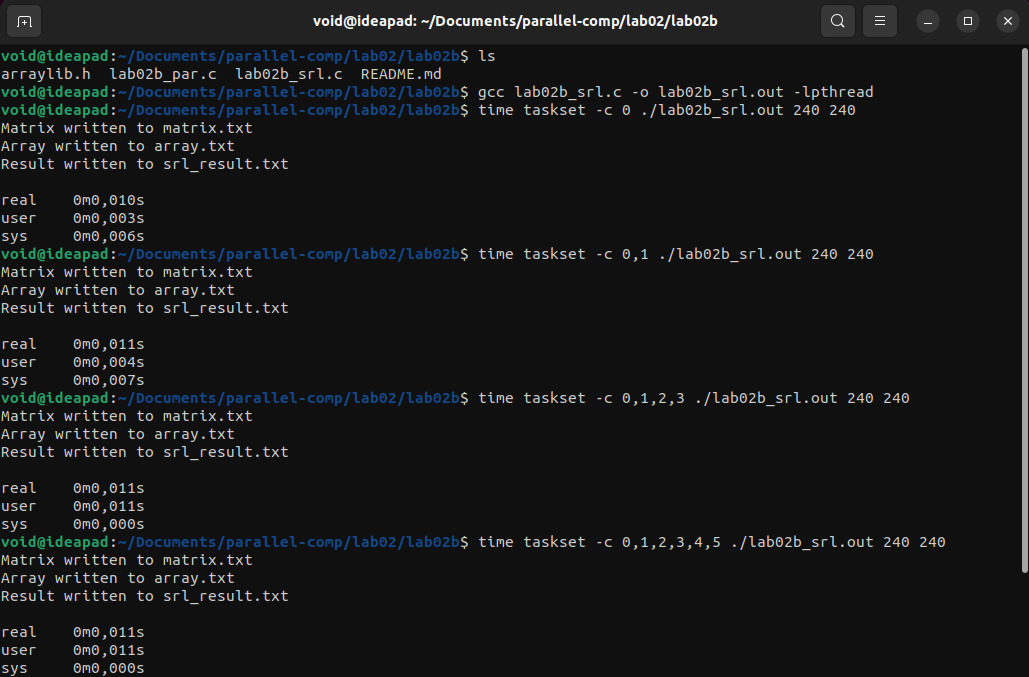 void@ideapad: ~/Documents/parallel-comp/lab02/lab02b
void@ideapad:~/Documents/parallel-comp/lab02/lab02b$ ls
arraylib.h  lab02b_par.c  lab02b_srl.c  README.md
void@ideapad:~/Documents/parallel-comp/lab02/lab02b$ gcc lab02b_srl.c -o lab02b_srl.out -lpthread
void@ideapad:~/Documents/parallel-comp/lab02/lab02b$ time taskset -c 0 ./lab02b_srl.out 240 240
Matrix written to matrix.txt
Array written to array.txt
Result written to srl_result.txt

real    0m0,010s
user    0m0,003s
sys     0m0,006s
void@ideapad:~/Documents/parallel-comp/lab02/lab02b$ time taskset -c 0,1 ./lab02b_srl.out 240 240
Matrix written to matrix.txt
Array written to array.txt
Result written to srl_result.txt

real    0m0,011s
user    0m0,004s
sys     0m0,007s
void@ideapad:~/Documents/parallel-comp/lab02/lab02b$ time taskset -c 0,1,2,3 ./lab02b_srl.out 240 240
Matrix written to matrix.txt
Array written to array.txt
Result written to srl_result.txt

real    0m0,011s
user    0m0,011s
sys     0m0,000s
void@ideapad:~/Documents/parallel-comp/lab02/lab02b$ time taskset -c 0,1,2,3,4,5 ./lab02b_srl.out 240 240
Matrix written to matrix.txt
Array written to array.txt
Result written to srl_result.txt

real    0m0,011s
user    0m0,011s
sys     0m0,000s